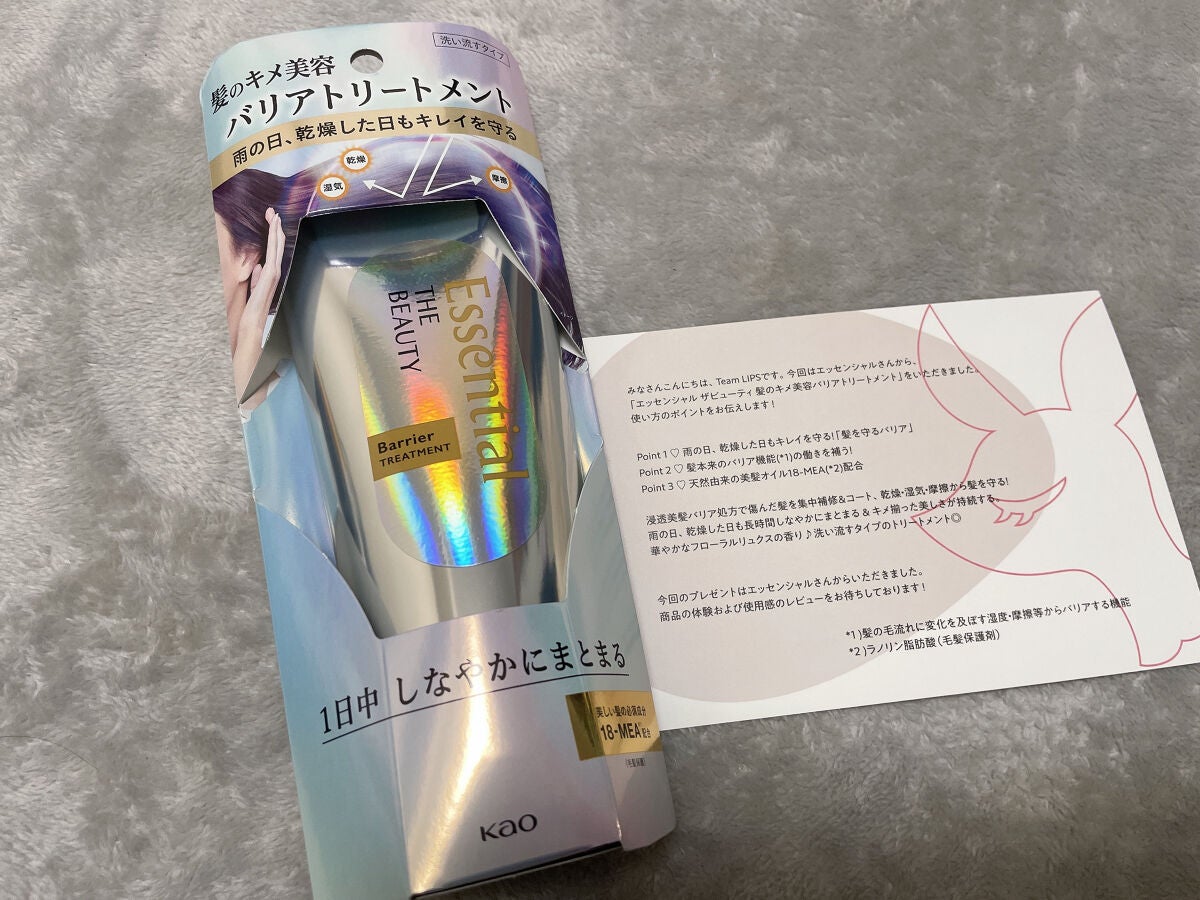 洗い流すタイプ
髪のキメ美容
バリアトリートメント
雨の日、乾燥した日もキレイを守る
乾燥
湿気
摩擦
Essential
THE
BEAUTY
Barrier
TREATMENT
1日中 しなやかにまとまる
美しい髪の必須成分
18-MEA配合
Kao
みなさんこんにちは、Team LIPSです。今回はエッセンシャルさんから、
「エッセンシャル ザビューティ 髪のキメ美容バリアトリートメント」をいただきました。
使い方のポイントをお伝えします！
Point 1 ♡ 雨の日、乾燥した日もキレイを守る!「髪を守るバリア」
Point 2 ♡ 髪本来のバリア機能(*1)の働きを補う!
Point 3 ♡ 天然由来の美髪オイル18-MEA(*2)配合
浸透美髪バリア処方で傷んだ髪を集中補修&コート、乾燥・湿気・摩擦から髪を守る!
雨の日、乾燥した日も長時間しなやかにまとまる & キメ揃った美しさが持続する。
華やかなフローラルリュクスの香り♪洗い流すタイプのトリートメント◎
今回のプレゼントはエッセンシャルさんからいただきました。
商品の体験および使用感のレビューをお待ちしております！
*1)髪の毛流れに変化を及ぼす湿度・摩擦等からバリアする機能
*2)ラノリン脂肪酸（毛髪保護剤）